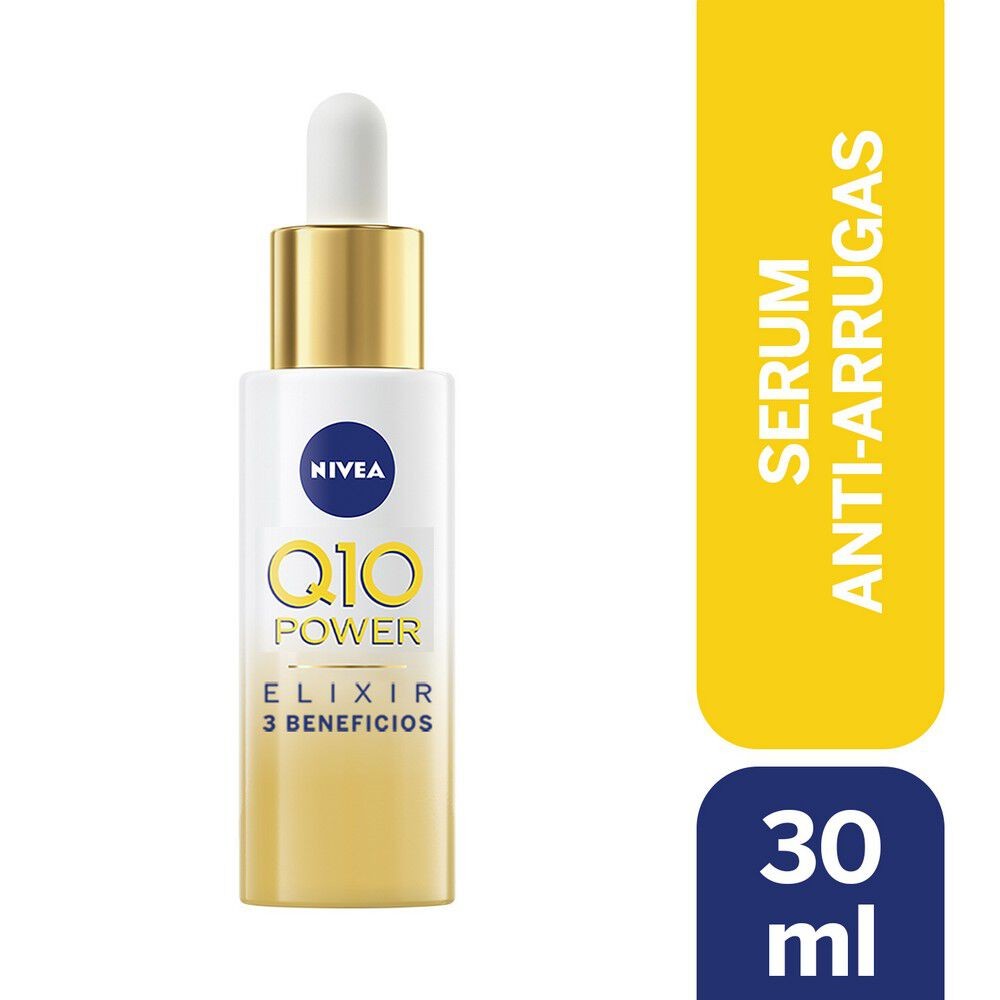 NIVEA
Q10
POWER
ELIXIR
3 BENEFICIOS
SERUM
ANTI-ARRUGAS
30
ml